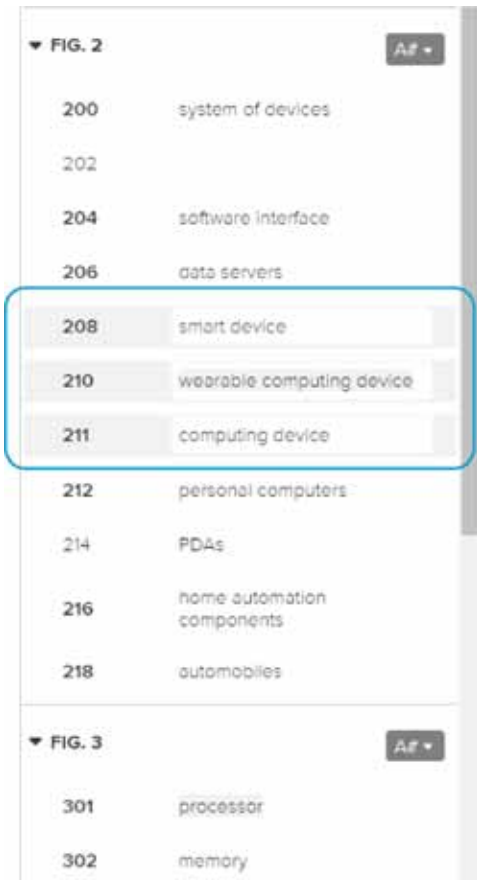 ▼ FIG. 2 A# ▼
200 system of devices
202
204 software interface
206 data servers
208 smart device
210 wearable computing device
211 computing device
212 personal computers
214 PDAs
216 home automation
components
218 automobiles
▼ FIG. 3 A# ▼
301 processor
302 memory